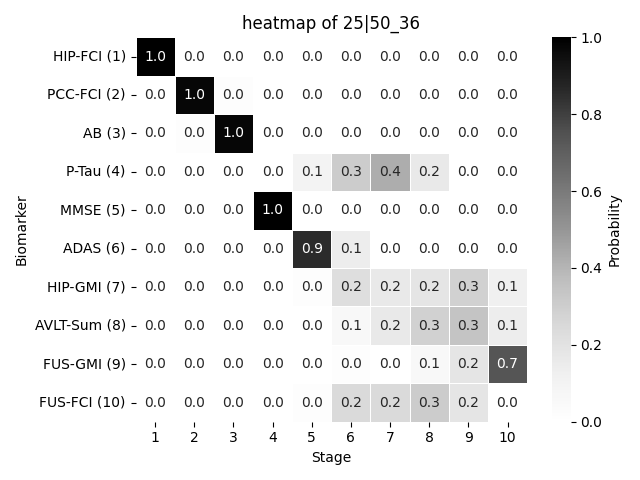 heatmap of 25|50_36
HIP-FCI (1) 1.0 0.0 0.0 0.0 0.0 0.0 0.0 0.0 0.0 0.0
PCC-FCI (2) 0.0 1.0 0.0 0.0 0.0 0.0 0.0 0.0 0.0 0.0
AB (3) 0.0 0.0 1.0 0.0 0.0 0.0 0.0 0.0 0.0 0.0
P-Tau (4) 0.0 0.0 0.0 0.0 0.1 0.3 0.4 0.2 0.0 0.0
MMSE (5) 0.0 0.0 0.0 1.0 0.0 0.0 0.0 0.0 0.0 0.0
ADAS (6) 0.0 0.0 0.0 0.0 0.9 0.1 0.0 0.0 0.0 0.0
HIP-GMI (7) 0.0 0.0 0.0 0.0 0.0 0.2 0.2 0.2 0.3 0.1
AVLT-Sum (8) 0.0 0.0 0.0 0.0 0.0 0.1 0.2 0.3 0.3 0.1
FUS-GMI (9) 0.0 0.0 0.0 0.0 0.0 0.0 0.0 0.1 0.2 0.7
FUS-FCI (10) 0.0 0.0 0.0 0.0 0.0 0.2 0.2 0.3 0.2 0.0
1 2 3 4 5 6 7 8 9 10
Stage
Biomarker
1.0
0.8
0.6
0.4
0.2
0.0
Probability